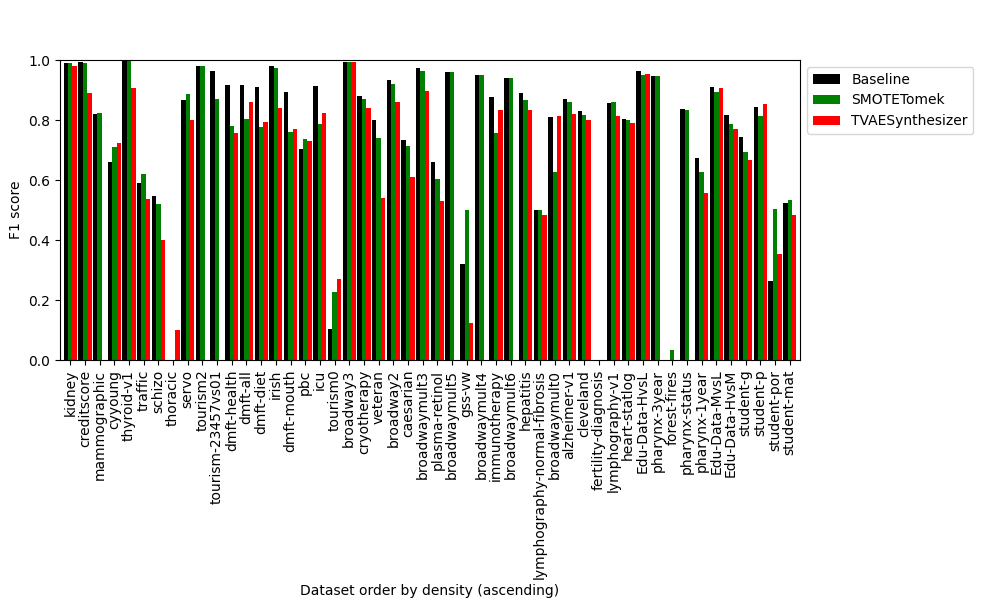 Baseline
SMOTETomek
TVAESynthesizer
F1 score
1.0
0.8
0.6
0.4
0.2
0.0
kidney
creditscore
mammographic
cyyoung
thyroid-v1
traffic
schizo
thoracic
servo
tourism2
tourism-23457vs01
dmft-health
dmft-all
dmft-diet
irish
dmft-mouth
pbc
icu
tourism0
broadway3
cryotherapy
veteran
broadway2
caesarian
broadwaymult3
plasma-retinol
broadwaymult5
gss-vw
broadwaymult4
immunotherapy
broadwaymult6
hepatitis
lymphography-normal-fibrosis
broadwaymult0
alzheimer-v1
cleveland
fertility-diagnosis
lymphography-v1
heart-statlog
Edu-Data-HvsL
pharynx-3year
forest-fires
pharynx-status
pharynx-1year
Edu-Data-MvsL
Edu-Data-HvsM
student-g
student-p
student-por
student-mat
Dataset order by density (ascending)